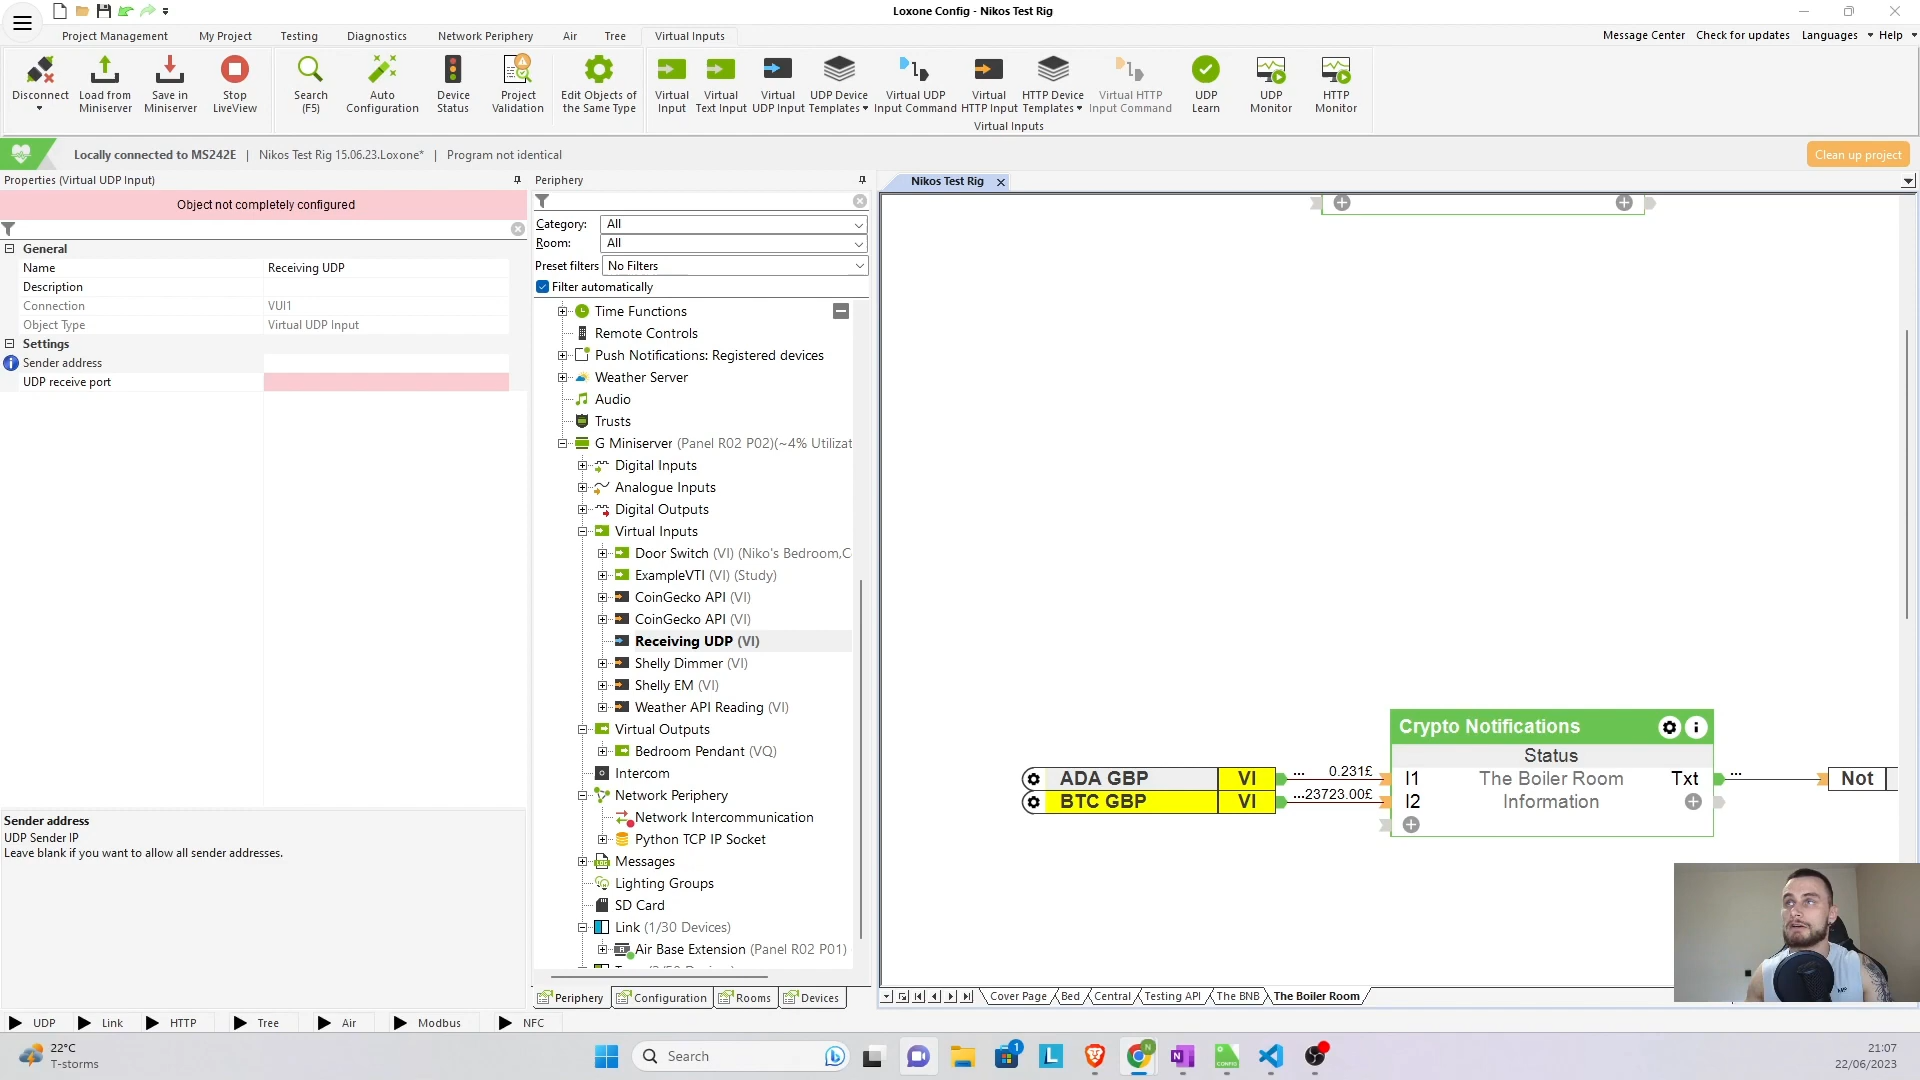 Loxone Config - Nikos Test Rig
Project Management
My Project
Testing
Diagnostics
Network Periphery
Air
Tree
Virtual Inputs
Message Center
Check for updates
Languages
Help
Disconnect
Load from
Miniserver
Save in
Miniserver
Stop
LiveView
Search
(F5)
Auto
Configuration
Device
Status
Project
Validation
Edit Objects of
the Same Type
Virtual
Input
Virtual
Text Input
Virtual
UDP Input
UDP Device
Templates
Virtual UDP
Input Command
Virtual
HTTP Input
HTTP Device
Templates
Virtual HTTP
Input Command
UDP
Learn
UDP
Monitor
HTTP
Monitor
Virtual Inputs
Locally connected to MS242E | Nikos Test Rig 15.06.23.Loxone* | Program not identical
Clean up project
Properties (Virtual UDP Input)
Object not completely configured
General
Name Receiving UDP
Description
Connection VUI1
Object Type Virtual UDP Input
Settings
Sender address
UDP receive port
Sender address
UDP Sender IP
Leave blank if you want to allow all sender addresses.
Periphery
Category: All
Room: All
Preset filters No Filters
Filter automatically
Time Functions
Remote Controls
Push Notifications: Registered devices
Weather Server
Audio
Trusts
G Miniserver (Panel R02 P02)(~4% Utilizat
Digital Inputs
Analogue Inputs
Digital Outputs
Virtual Inputs
Door Switch (VI) (Niko's Bedroom,C
ExampleVTI (VI) (Study)
CoinGecko API (VI)
CoinGecko API (VI)
Receiving UDP (VI)
Shelly Dimmer (VI)
Shelly EM (VI)
Weather API Reading (VI)
Virtual Outputs
Bedroom Pendant (VQ)
Intercom
Network Periphery
Network Intercommunication
Python TCP IP Socket
Messages
Lighting Groups
SD Card
Link (1/30 Devices)
Air Base Extension (Panel R02 P01)
Periphery
Configuration
Rooms
Devices
Nikos Test Rig
Crypto Notifications
Status
ADA GBP VI ... 0.231£ I1 The Boiler Room Txt ... Not
BTC GBP VI ...23723.00£ I2 Information
Cover Page
Bed
Central
Testing API
The BNB
The Boiler Room
UDP
Link
HTTP
Tree
Air
Modbus
NFC
22°C
T-storms
Search
1
N
L
N
CONFIG
21:07
22/06/2023